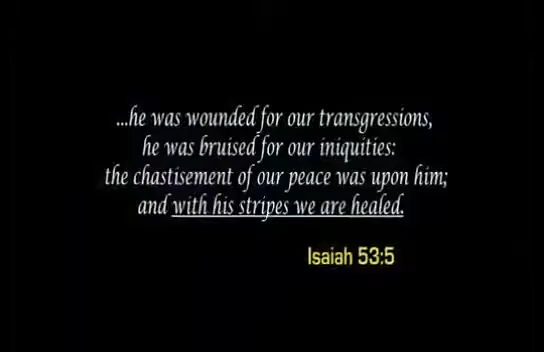 ...he was wounded for our transgressions,
he was bruised for our iniquities:
the chastisement of our peace was upon him;
and with his stripes we are healed.
Isaiah 53:5